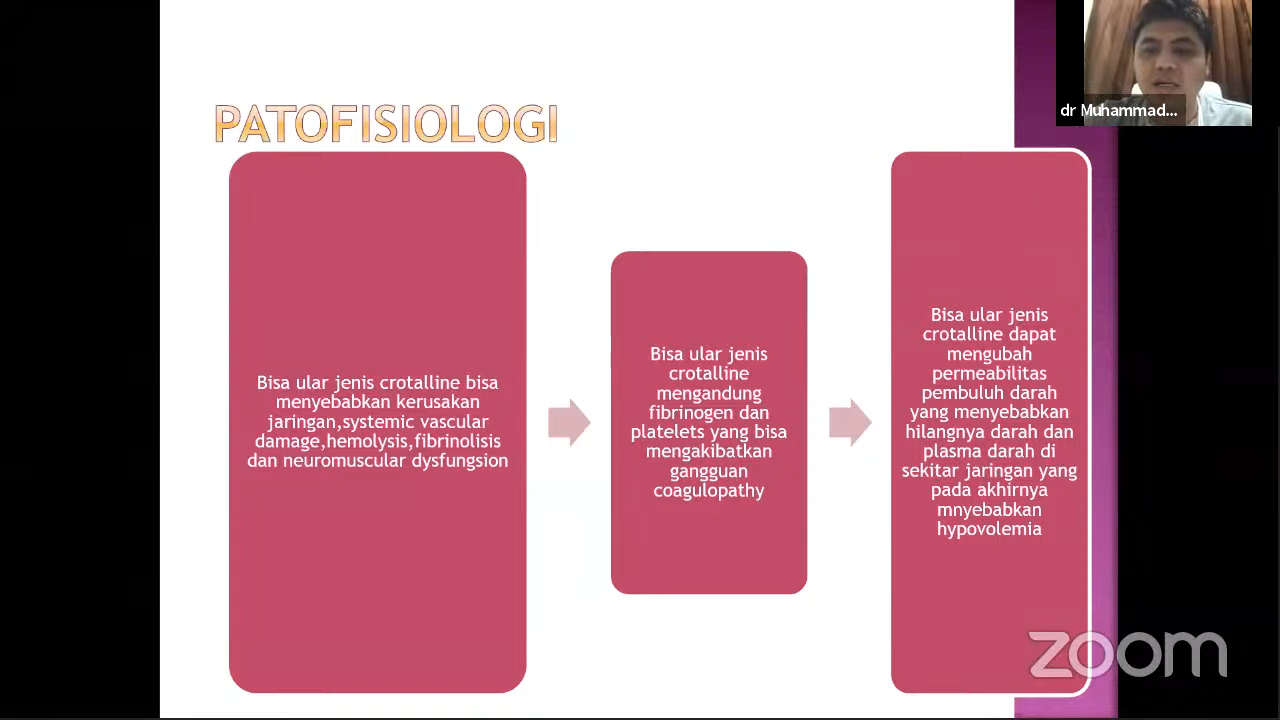 dr Muhammad...
PATOFISIOLOGI
Bisa ular jenis crotalline bisa
menyebabkan kerusakan
jaringan,systemic vascular
damage,hemolysis,fibrinolisis
dan neuromuscular dysfungsion
Bisa ular jenis
crotalline
mengandung
fibrinogen dan
platelets yang bisa
mengakibatkan
gangguan
coagulopathy
Bisa ular jenis
crotalline dapat
mengubah
permeabilitas
pembuluh darah
yang menyebabkan
hilangnya darah dan
plasma darah di
sekitar jaringan yang
pada akhirnya
mnyebabkan
hypovolemia
zoom